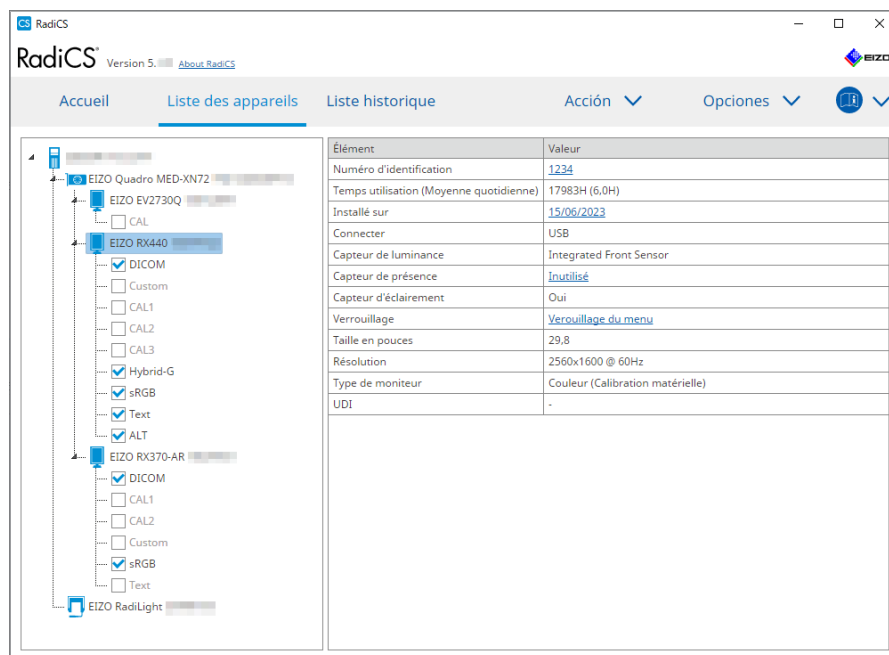 CS RadiCS
RadiCS Version 5. About RadiCS EIZO
Accueil Liste des appareils Liste historique Acción Opciones
Élément Valeur
Numéro d'identification 1234
Temps utilisation (Moyenne quotidienne) 17983H (6,0H)
Installé sur 15/06/2023
Connecter USB
Capteur de luminance Integrated Front Sensor
Capteur de présence Inutilisé
Capteur d'éclairement Oui
Verrouillage Verouillage du menu
Taille en pouces 29,8
Résolution 2560x1600 @ 60Hz
Type de moniteur Couleur (Calibration matérielle)
UDI -
EIZO Quadro MED-XN72
EIZO EV2730Q
CAL
EIZO RX440
DICOM
Custom
CAL1
CAL2
CAL3
Hybrid-G
sRGB
Text
ALT
EIZO RX370-AR
DICOM
CAL1
CAL2
Custom
sRGB
Text
EIZO RadiLight